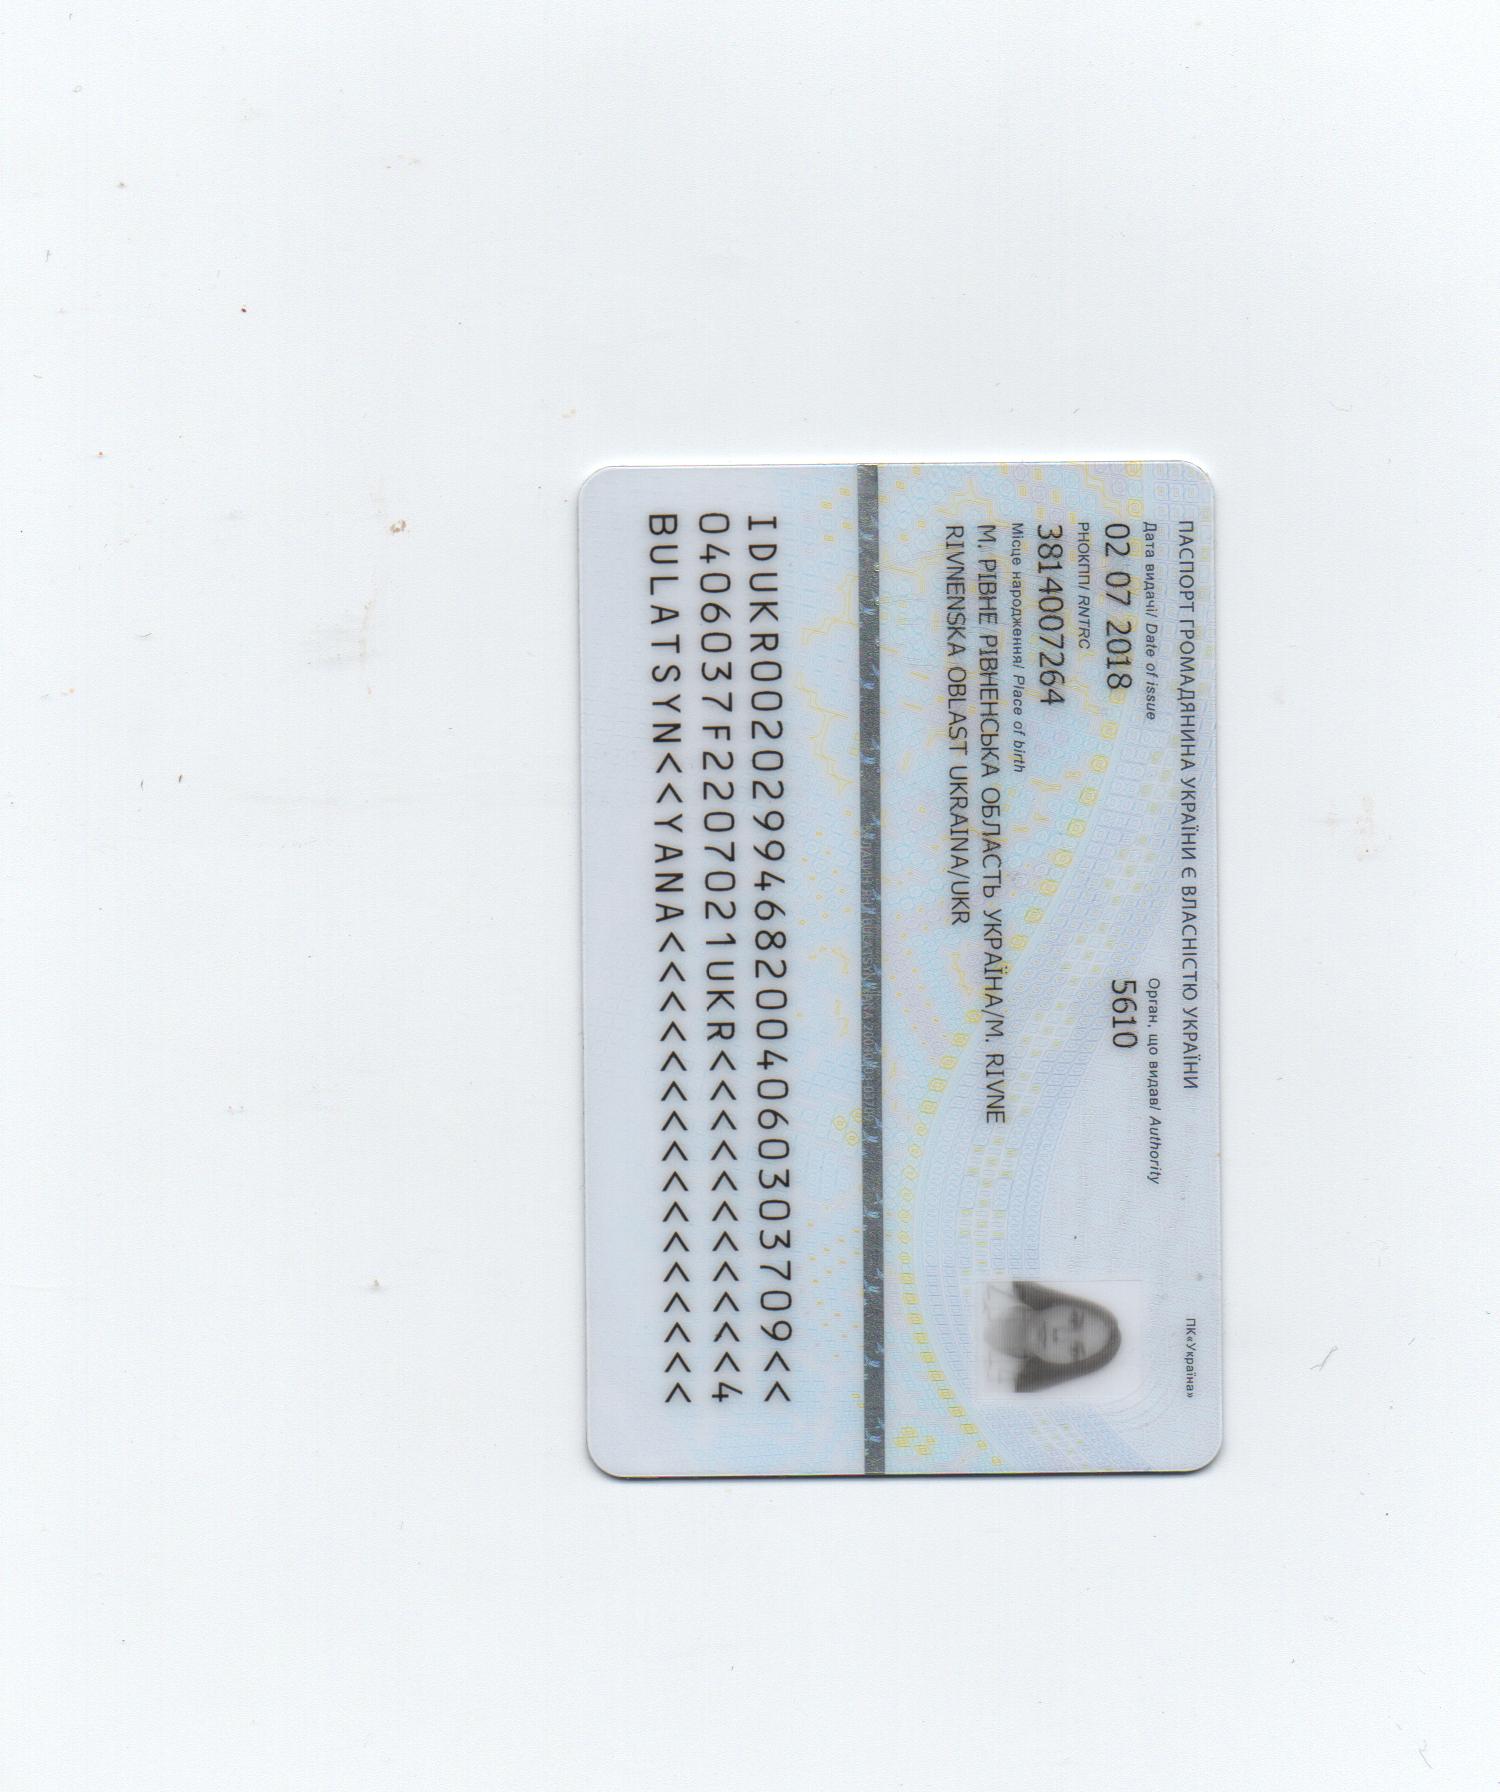 ПАСПОРТ ГРОМАДЯНИНА УКРАЇНИ Є ВЛАСНІСТЮ УКРАЇНИ
ПК«Україна»
Дата видачі/ Date of issue
Орган, що видав/ Authority
02 07 2018
5610
РНОКПП/ RNTRC
3814007264
Місце народження/ Place of birth
М. РІВНЕ РІВНЕНСЬКА ОБЛАСТЬ УКРАЇНА/M. RIVNE
RIVNENSKA OBLAST UKRAINA/UKR
IDUKR00202994682004060303709<<
0406037F2207021UKR<<<<<<<<<<<4
BULATSYN<<YANA<<<<<<<<<<<<<<<<